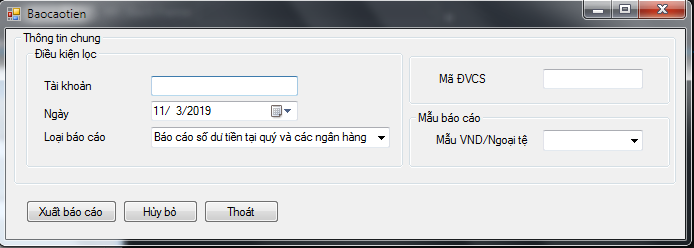 Baocaotien
Thông tin chung
Điều kiện lọc
Tài khoản
Ngày
11/ 3/2019
Loại báo cáo
Báo cáo số dư tiền tại quỹ và các ngân hàng
Mã ĐVCS
Mẫu báo cáo
Mẫu VND/Ngoại tệ
Xuất báo cáo
Hủy bỏ
Thoát